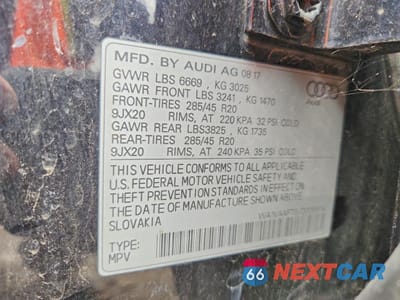 MFD. BY AUDI AG 08 17
GVWR LBS 6669 , KG 3025
GAWR FRONT LBS 3241 , KG 1470
FRONT-TIRES 285/45 R20
9JX20 RIMS, AT 220 KPA 32 PSI COLD
GAWR REAR LBS3825 , KG 1735
REAR-TIRES 285/45 R20
9JX20 RIMS, AT 240 KPA 35 PSI COLD
Audi
THIS VEHICLE CONFORMS TO ALL APPLICABLE
U.S. FEDERAL MOTOR VEHICLE SAFETY AND
THEFT PREVENTION STANDARDS IN EFFECT ON
THE DATE OF MANUFACTURE SHOWN ABOVE.
SLOVAKIA
TYPE:
MPV
66 NEXTCAR